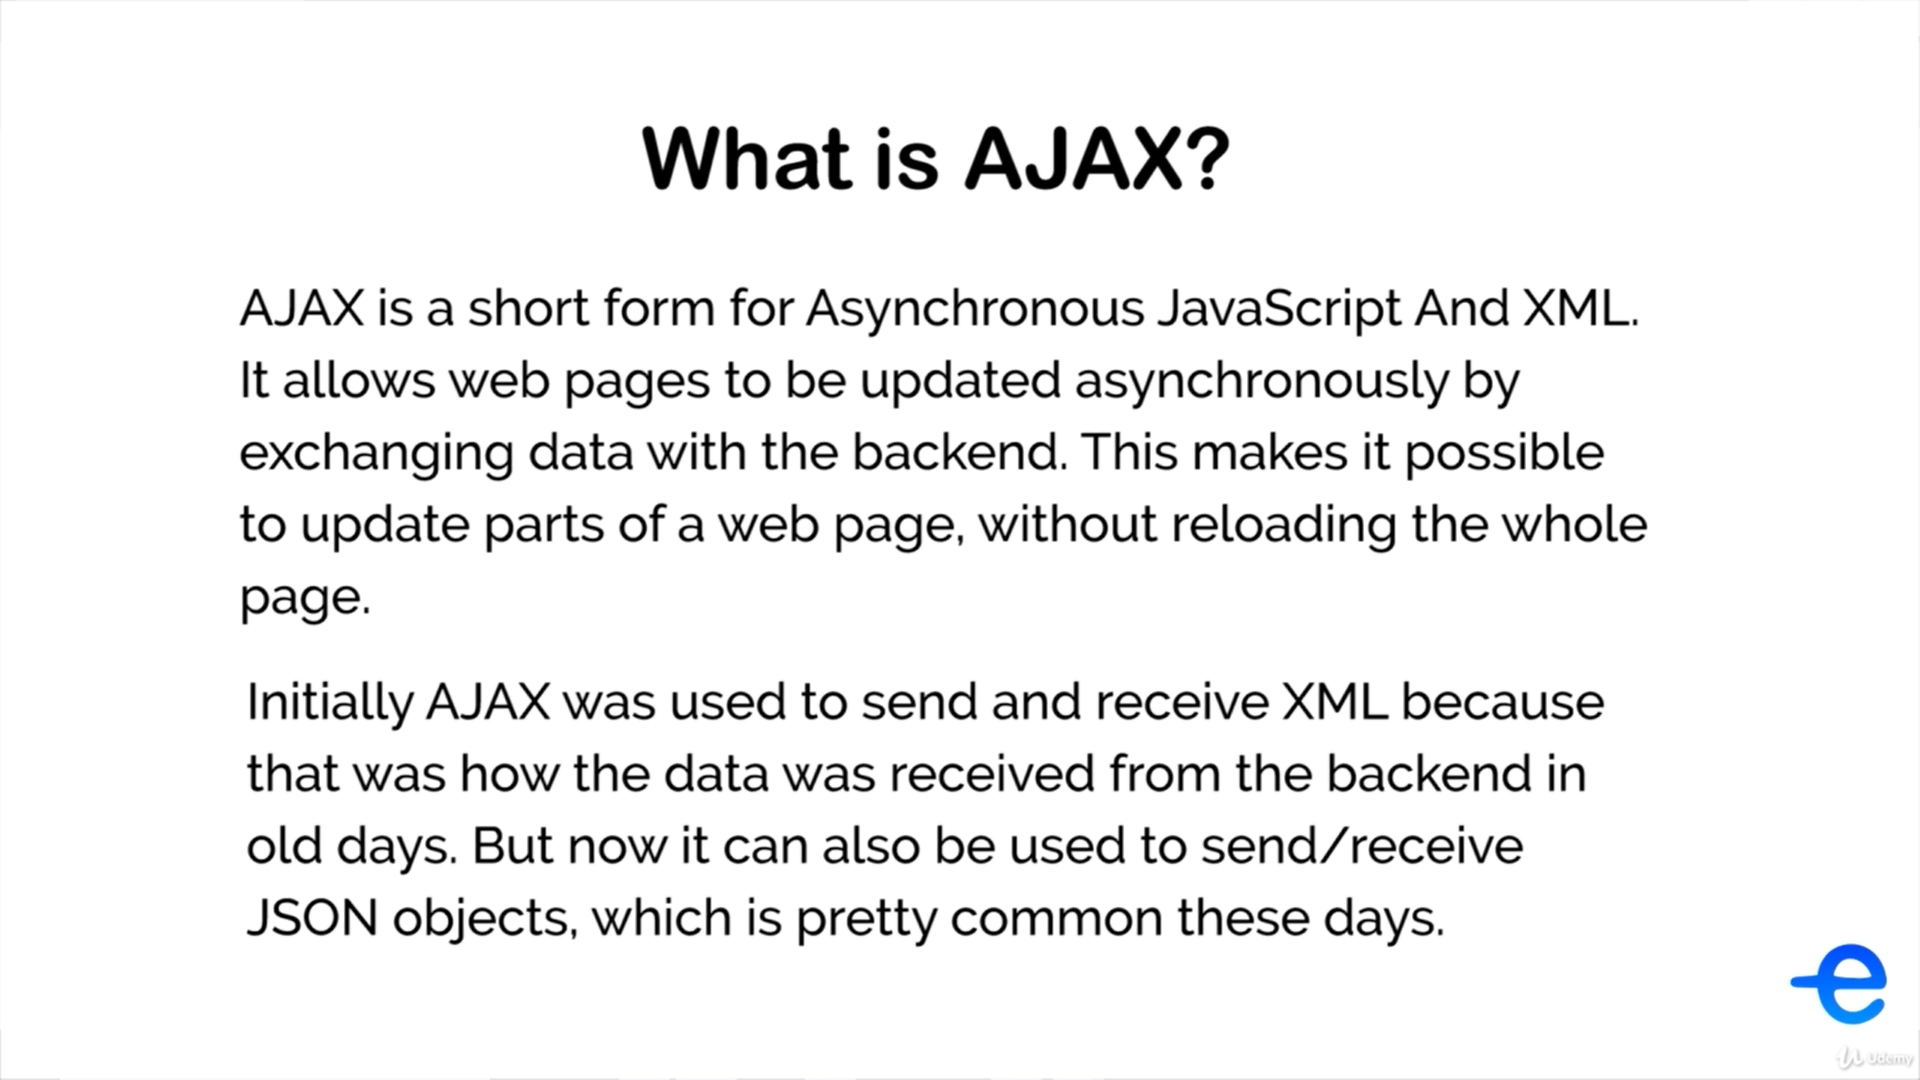 What is AJAX?
AJAX is a short form for Asynchronous JavaScript And XML.
It allows web pages to be updated asynchronously by
exchanging data with the backend. This makes it possible
to update parts of a web page, without reloading the whole
page.
Initially AJAX was used to send and receive XML because
that was how the data was received from the backend in
old days. But now it can also be used to send/receive
JSON objects, which is pretty common these days.
e
Udemy